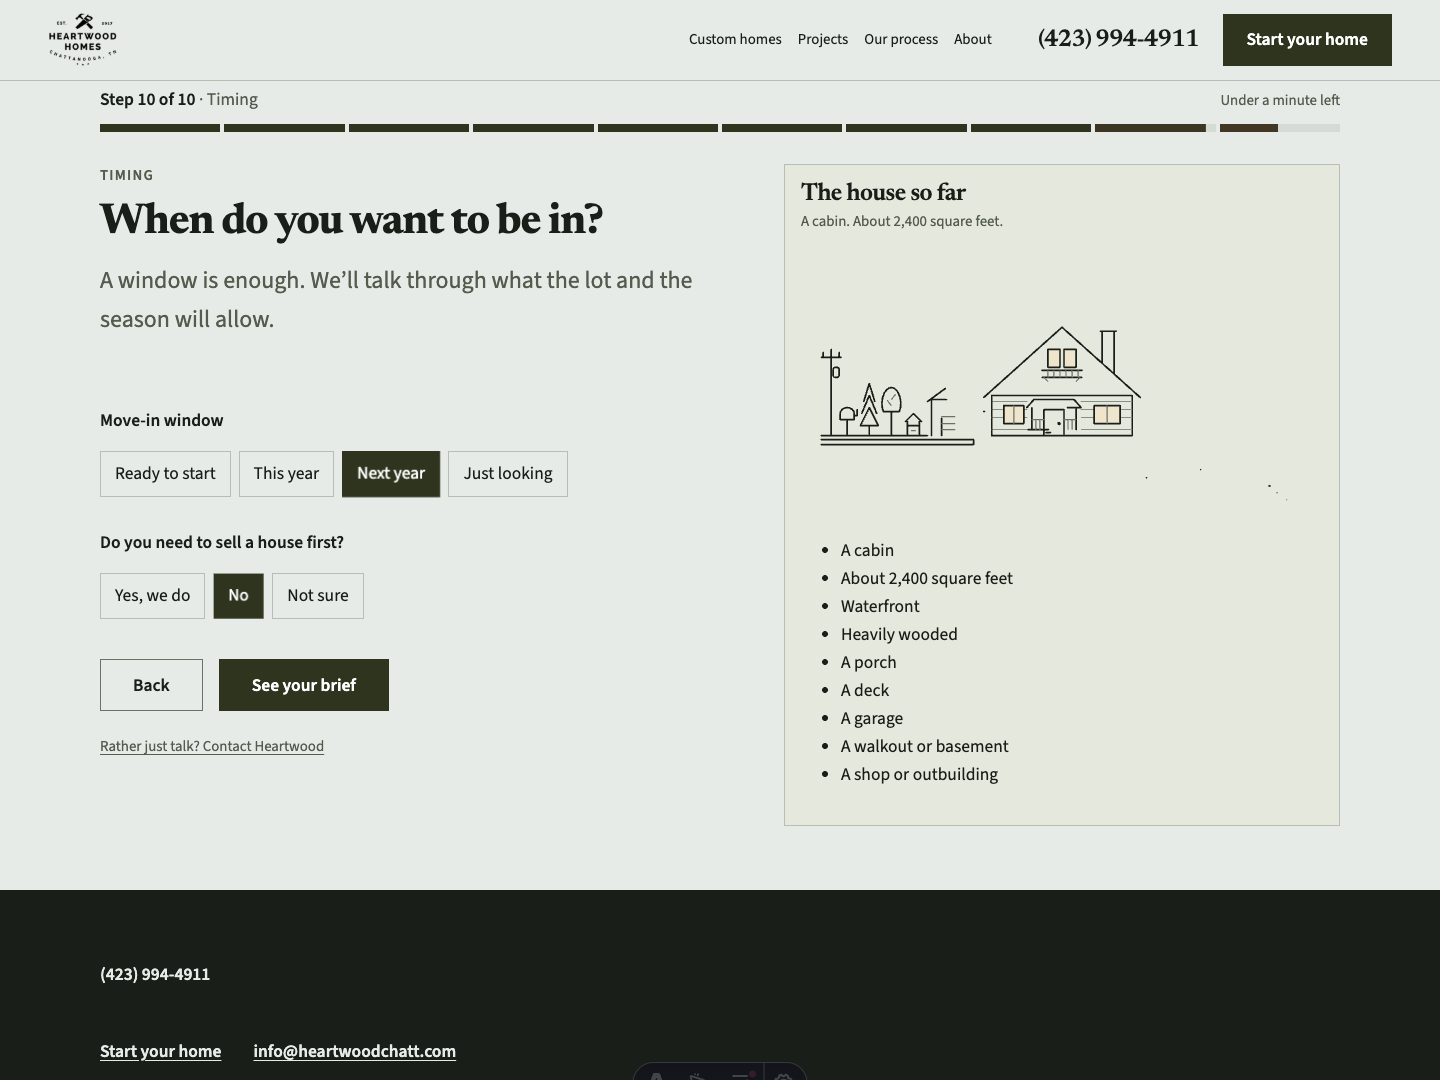 EST. 2017
HEARTWOOD
HOMES
CHATTANOOGA, TN
Custom homes
Projects
Our process
About
(423) 994-4911
Start your home
Step 10 of 10 · Timing
Under a minute left
TIMING
When do you want to be in?
A window is enough. We’ll talk through what the lot and the
season will allow.
Move-in window
Ready to start
This year
Next year
Just looking
Do you need to sell a house first?
Yes, we do
No
Not sure
Back
See your brief
Rather just talk? Contact Heartwood
The house so far
A cabin. About 2,400 square feet.
A cabin
About 2,400 square feet
Waterfront
Heavily wooded
A porch
A deck
A garage
A walkout or basement
A shop or outbuilding
(423) 994-4911
Start your home
info@heartwoodchatt.com